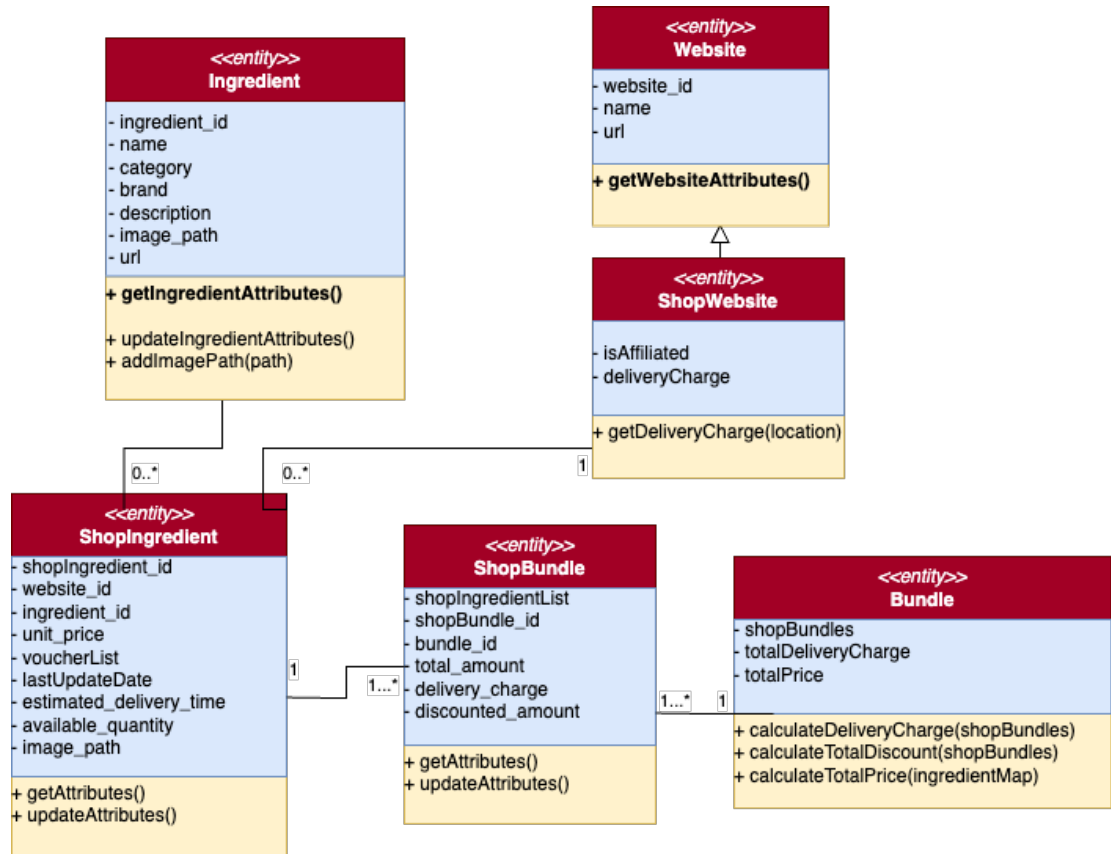 <<entity>>
Ingredient
- ingredient_id
- name
- category
- brand
- description
- image_path
- url
+ getIngredientAttributes()
+ updateIngredientAttributes()
+ addImagePath(path)
<<entity>>
Website
- website_id
- name
- url
+ getWebsiteAttributes()
<<entity>>
ShopWebsite
- isAffiliated
- deliveryCharge
+ getDeliveryCharge(location)
0..*
0..*
1
<<entity>>
ShopIngredient
- shopIngredient_id
- website_id
- ingredient_id
- unit_price
- voucherList
- lastUpdateDate
- estimated_delivery_time
- available_quantity
- image_path
+ getAttributes()
+ updateAttributes()
1
1...*
<<entity>>
ShopBundle
- shopIngredientList
- shopBundle_id
- bundle_id
- total_amount
- delivery_charge
- discounted_amount
+ getAttributes()
+ updateAttributes()
1...*
1
<<entity>>
Bundle
- shopBundles
- totalDeliveryCharge
- totalPrice
+ calculateDeliveryCharge(shopBundles)
+ calculateTotalDiscount(shopBundles)
+ calculateTotalPrice(ingredientMap)